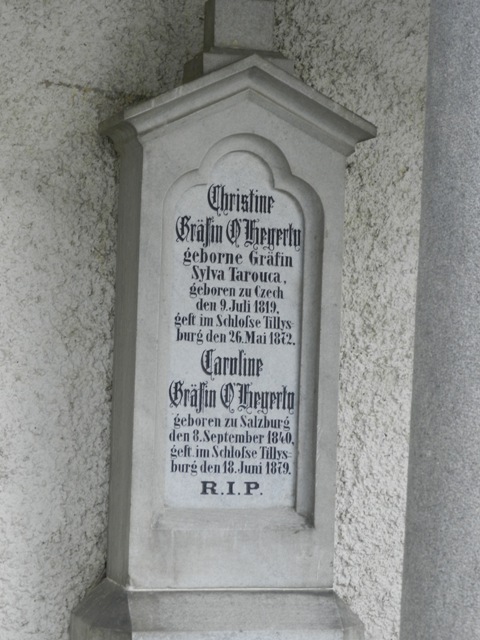 Christine
Gräfin O'Hegerty
geborne Gräfin
Sylva Tarouca,
geboren zu Czech
den 9. Juli 1819.
gest im Schloſse Tillys=
burg den 26. Mai 1872.
Caroline
Gräfin O'Hegerty
geboren zu Salzburg
den 8. September 1840.
gest. im Schloſse Tillys=
burg den 18. Juni 1879.
R.I.P.